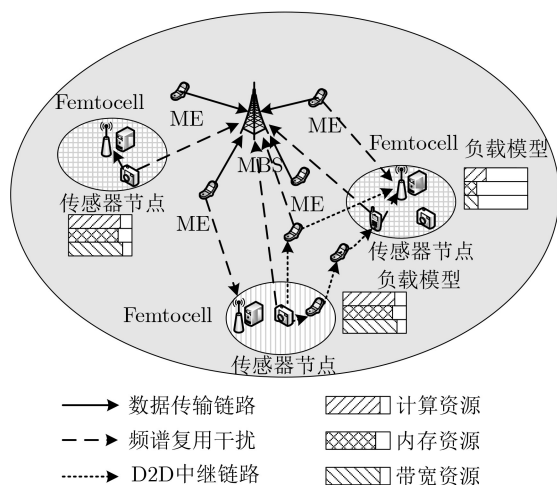 Femtocell
ME
ME
Femtocell
负载模型
MBS
传感器节点
ME
ME
传感器节点
负载模型
Femtocell
传感器节点
数据传输链路
计算资源
频谱复用干扰
内存资源
D2D中继链路
带宽资源